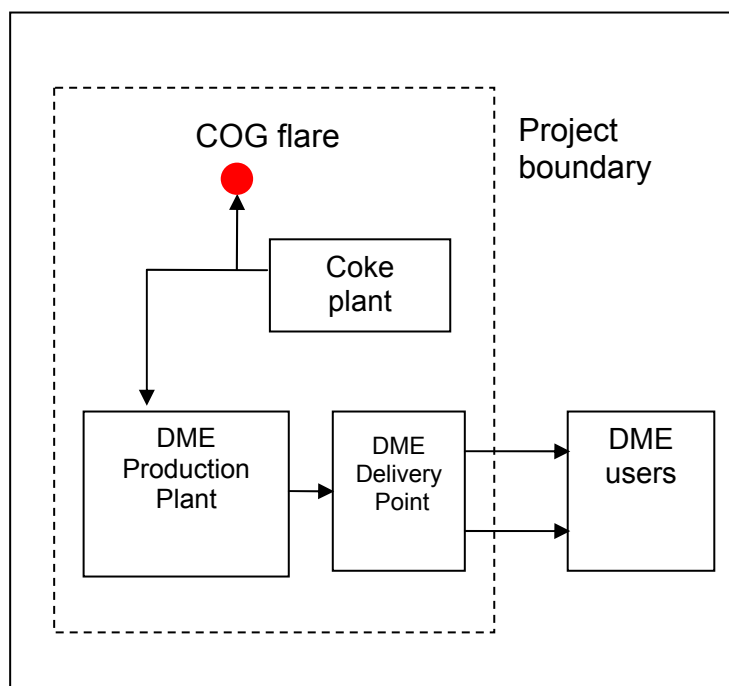 COG flare
Project
boundary
Coke
plant
DME
Production
Plant
DME
Delivery
Point
DME
users